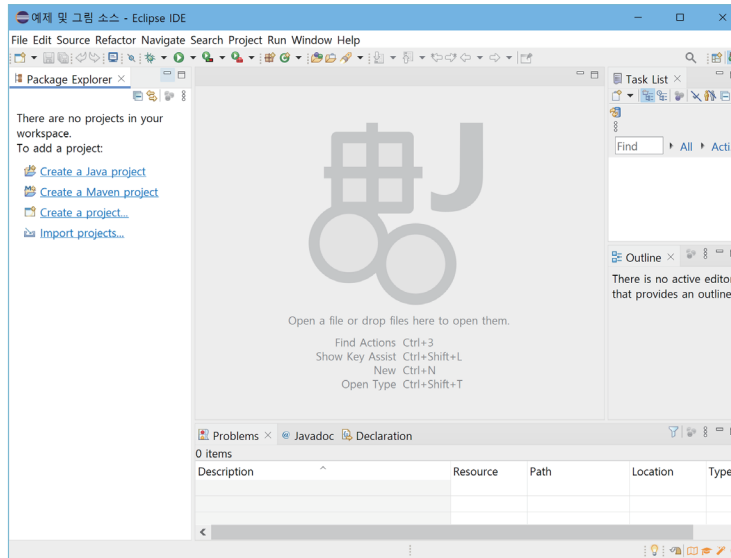 예제 및 그림 소스 - Eclipse IDE
File Edit Source Refactor Navigate Search Project Run Window Help
Package Explorer
Task List
There are no projects in your
workspace.
To add a project:
Create a Java project
Create a Maven project
Create a project...
Import projects...
Find
All
Acti
Open a file or drop files here to open them.
Find Actions Ctrl+3
Show Key Assist Ctrl+Shift+L
New Ctrl+N
Open Type Ctrl+Shift+T
Outline
There is no active editor
that provides an outline
Problems
Javadoc
Declaration
0 items
Description Resource Path Location Type